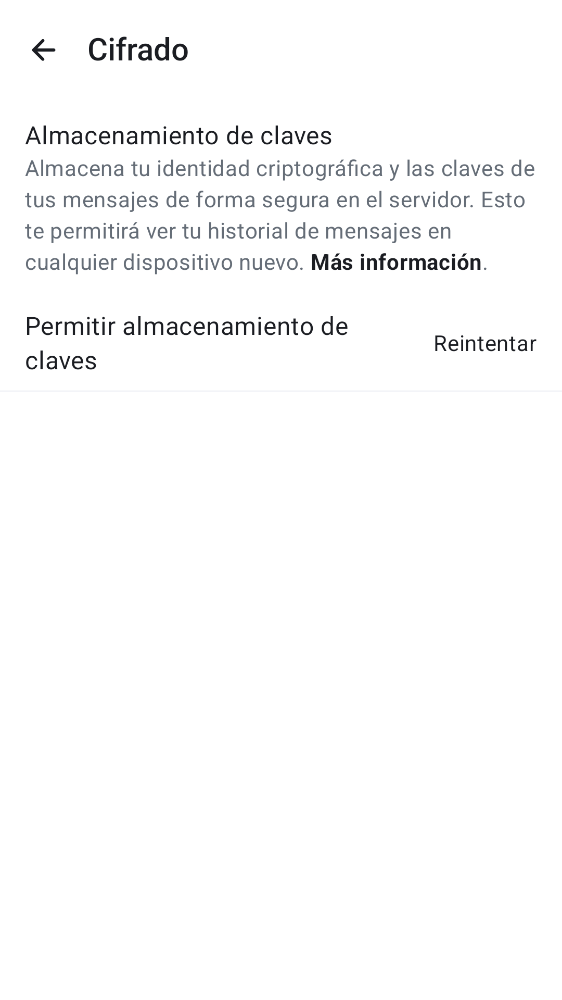 Cifrado
Almacenamiento de claves
Almacena tu identidad criptográfica y las claves de
tus mensajes de forma segura en el servidor. Esto
te permitirá ver tu historial de mensajes en
cualquier dispositivo nuevo. Más información.
Permitir almacenamiento de
claves
Reintentar